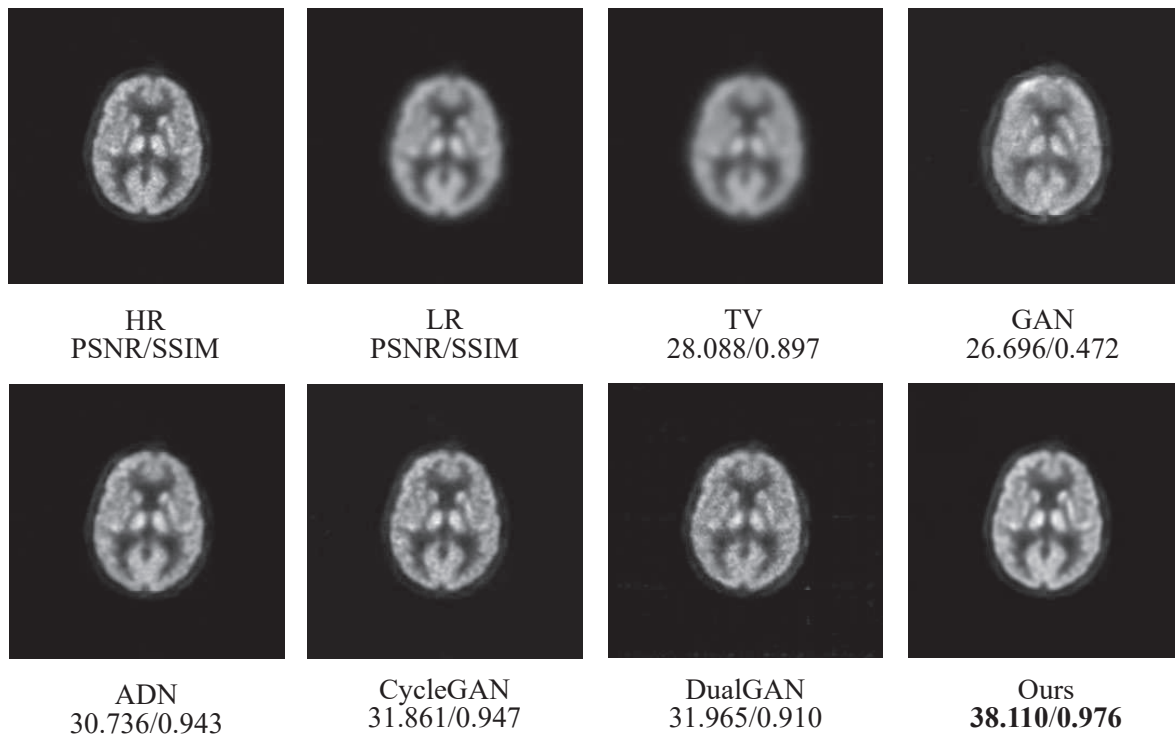 HR
PSNR/SSIM
LR
PSNR/SSIM
TV
28.088/0.897
GAN
26.696/0.472
ADN
30.736/0.943
CycleGAN
31.861/0.947
DualGAN
31.965/0.910
Ours
38.110/0.976